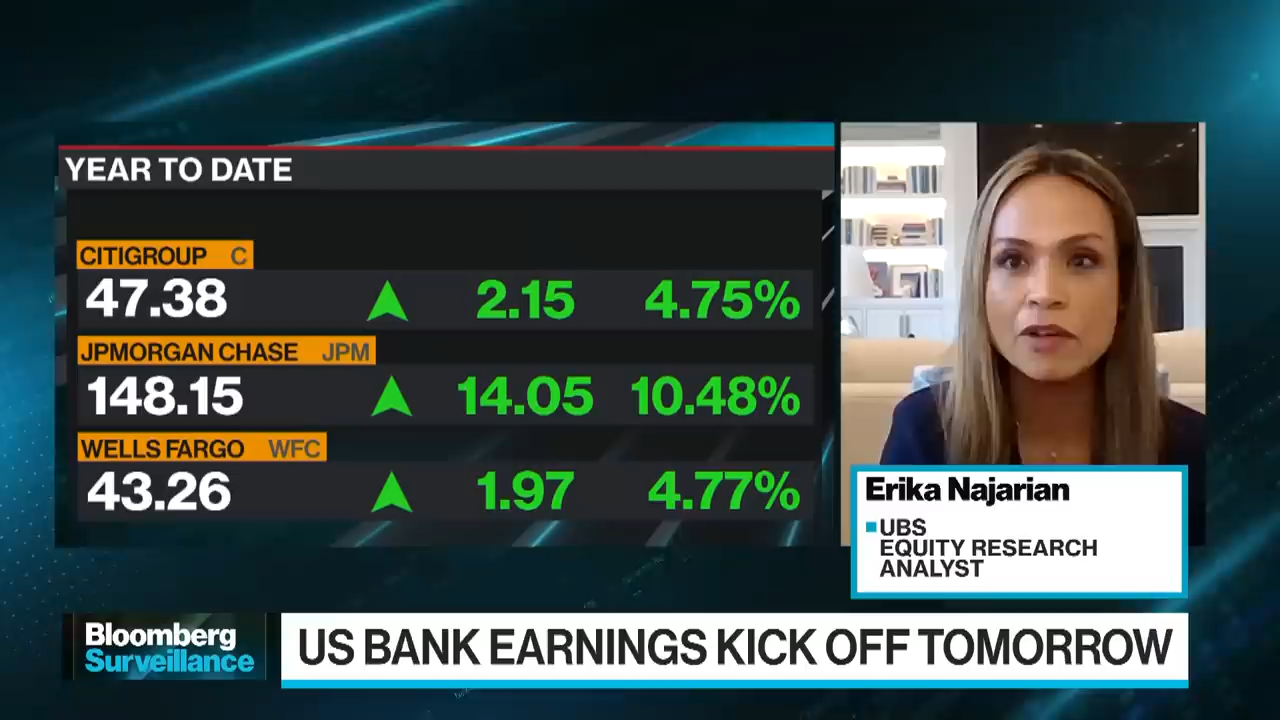 YEAR TO DATE
CITIGROUP C
47.38 ▲ 2.15 4.75%
JPMORGAN CHASE JPM
148.15 ▲ 14.05 10.48%
WELLS FARGO WFC
43.26 ▲ 1.97 4.77%
Erika Najarian
UBS
EQUITY RESEARCH
ANALYST
Bloomberg
Surveillance
US BANK EARNINGS KICK OFF TOMORROW